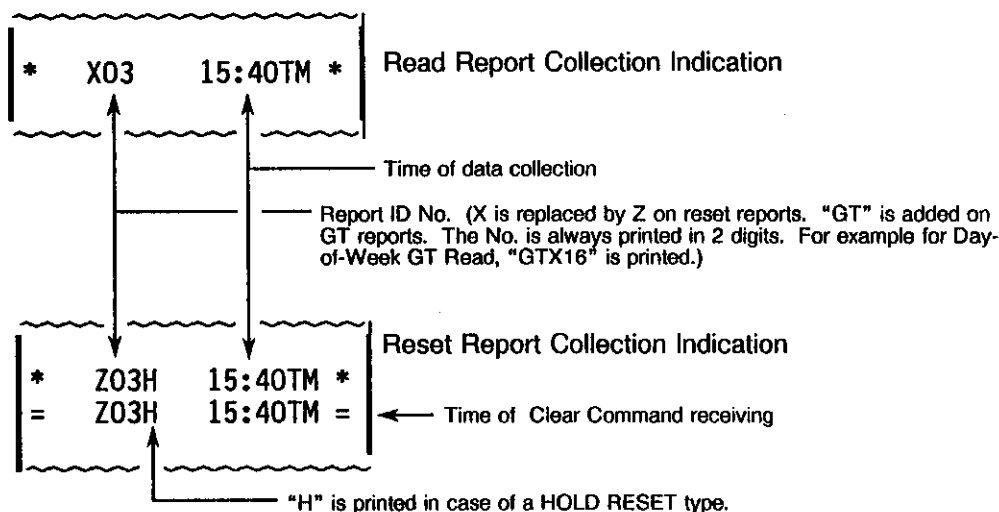 * X03 15:40TM *
Read Report Collection Indication
Time of data collection
Report ID No. (X is replaced by Z on reset reports. "GT" is added on
GT reports. The No. is always printed in 2 digits. For example for Day-
of-Week GT Read, "GTX16" is printed.)
Reset Report Collection Indication
* Z03H 15:40TM *
= Z03H 15:40TM =
Time of Clear Command receiving
"H" is printed in case of a HOLD RESET type.